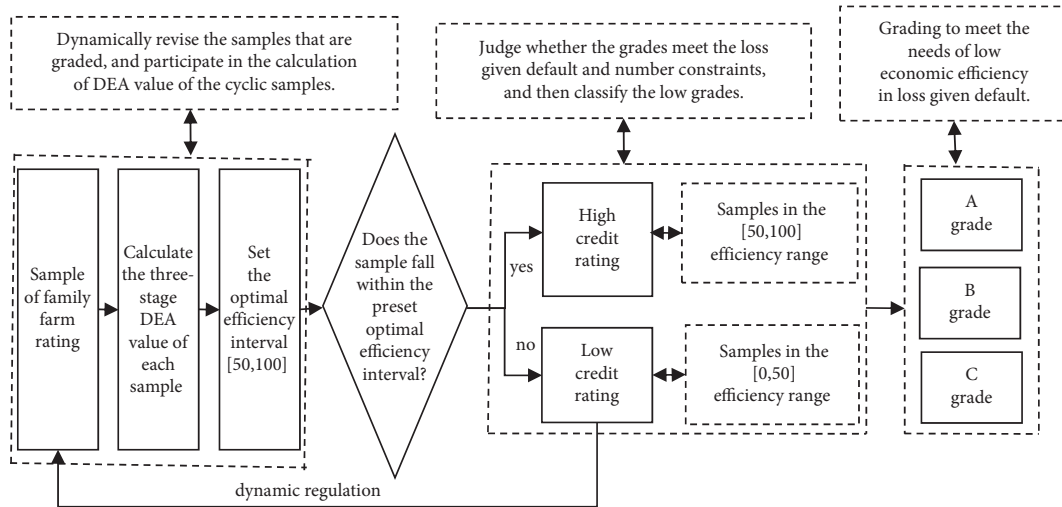 Dynamically revise the samples that are
graded, and participate in the calculation
of DEA value of the cyclic samples.
Judge whether the grades meet the loss
given default and number constraints,
and then classify the low grades.
Grading to meet the
needs of low
economic efficiency
in loss given default.
Sample
of family
farm
rating
Calculate
the three-
stage
DEA
value of
each
sample
Set
the
optimal
efficiency
interval
[50,100]
Does the
sample fall
within the
preset
optimal
efficiency
interval?
yes
no
High
credit
rating
Samples in the
[50,100]
efficiency range
Low
credit
rating
Samples in the
[0,50]
efficiency range
A
grade
B
grade
C
grade
dynamic regulation